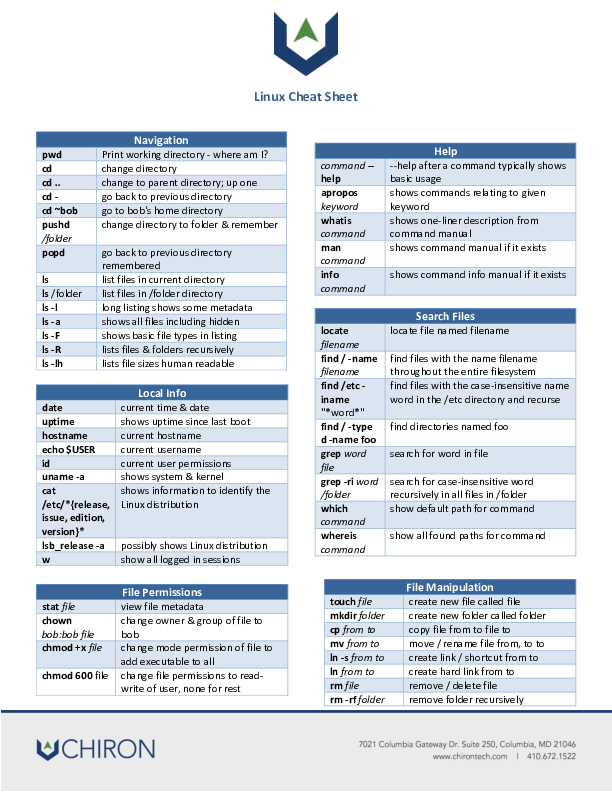 Linux Cheat Sheet
Navigation
pwd Print working directory - where am I?
cd change directory
cd .. change to parent directory; up one
cd - go back to previous directory
cd ~bob go to bob's home directory
pushd change directory to folder & remember
/folder
popd go back to previous directory
remembered
ls list files in current directory
ls /folder list files in /folder directory
ls -l long listing shows some metadata
ls -a shows all files including hidden
ls -F shows basic file types in listing
ls -R lists files & folders recursively
ls -lh lists file sizes human readable
Local Info
date current time & date
uptime shows uptime since last boot
hostname current hostname
echo $USER current username
id current user permissions
uname -a shows system & kernel
cat shows information to identify the
/etc/*{release, Linux distribution
issue, edition,
version}*
lsb_release -a possibly shows Linux distribution
w show all logged in sessions
File Permissions
stat file view file metadata
chown change owner & group of file to
bob:bob file bob
chmod +x file change mode permission of file to
add executable to all
chmod 600 file change file permissions to read-
write of user, none for rest
Help
command -- --help after a command typically shows
help basic usage
apropos shows commands relating to given
keyword keyword
whatis shows one-liner description from
command command manual
man shows command manual if it exists
command
info shows command info manual if it exists
command
Search Files
locate locate file named filename
filename
find / -name find files with the name filename
filename throughout the entire filesystem
find /etc - find files with the case-insensitive name
iname word in the /etc directory and recurse
"*word*"
find / -type find directories named foo
d -name foo
grep word search for word in file
file
grep -ri word search for case-insensitive word
/folder recursively in all files in /folder
which show default path for command
command
whereis show all found paths for command
command
File Manipulation
touch file create new file called file
mkdir folder create new folder called folder
cp from to copy file from to file to
mv from to move / rename file from, to to
ln -s from to create link / shortcut from to
ln from to create hard link from to
rm file remove / delete file
rm -rf folder remove folder recursively
CHIRON
7021 Columbia Gateway Dr. Suite 250, Columbia, MD 21046
www.chirontech.com | 410.672.1522